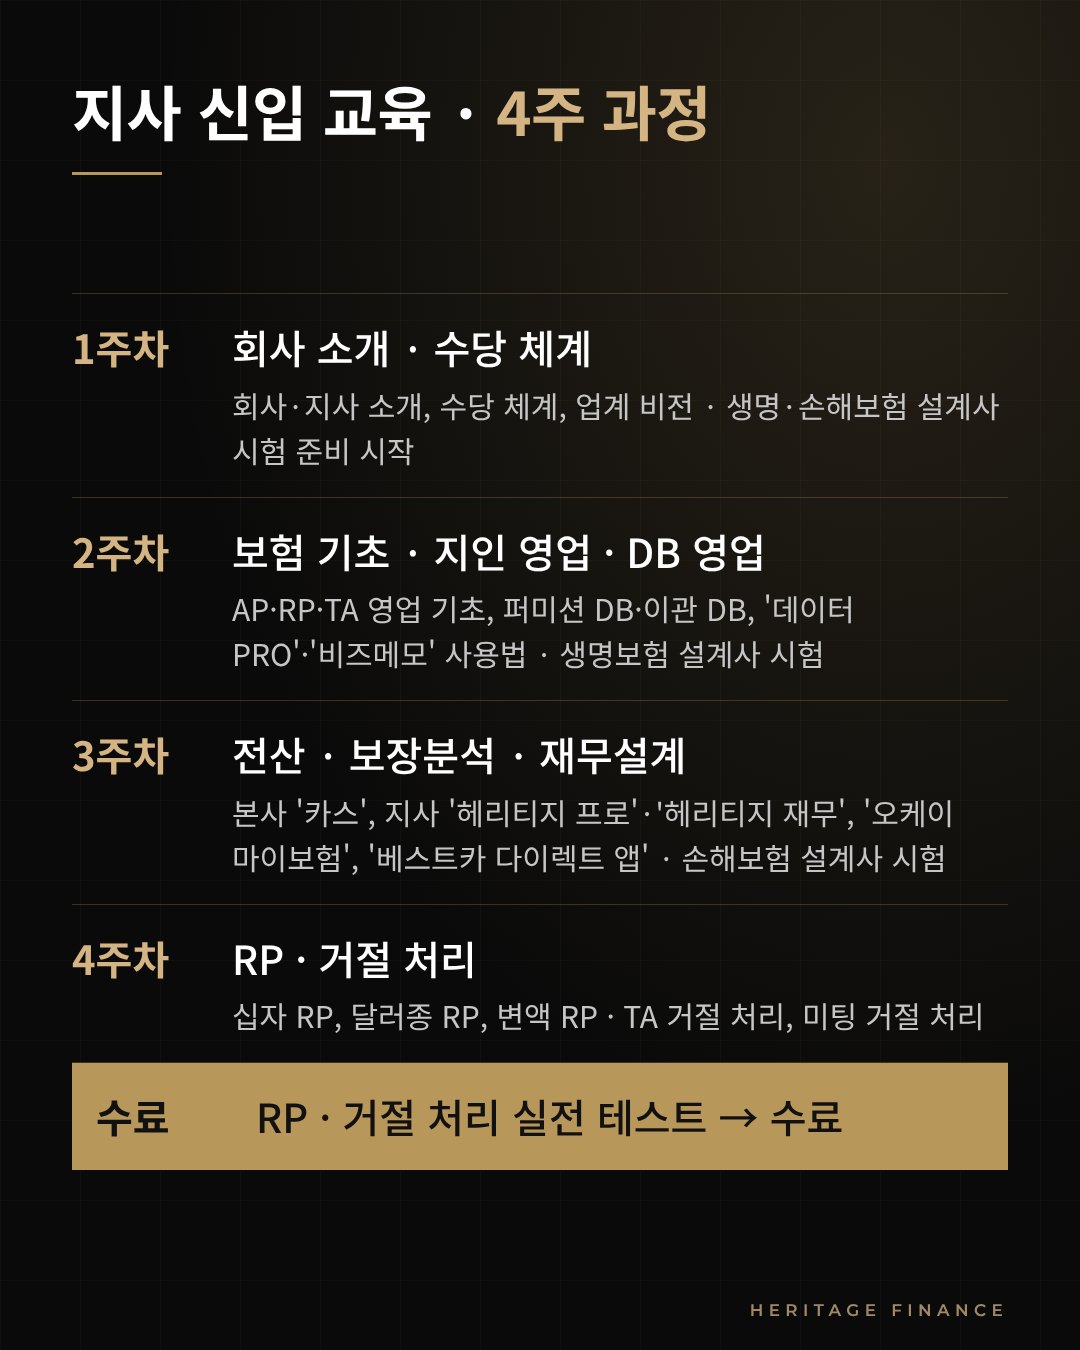 지사 신입 교육 · 4주 과정
1주차 회사 소개 · 수당 체계
회사·지사 소개, 수당 체계, 업계 비전 · 생명·손해보험 설계사
시험 준비 시작
2주차 보험 기초 · 지인 영업 · DB 영업
AP·RP·TA 영업 기초, 퍼미션 DB·이관 DB, '데이터
PRO'·'비즈메모' 사용법 · 생명보험 설계사 시험
3주차 전산 · 보장분석 · 재무설계
본사 '카스', 지사 '헤리티지 프로'·'헤리티지 재무', '오케이
마이보험', '베스트카 다이렉트 앱' · 손해보험 설계사 시험
4주차 RP · 거절 처리
십자 RP, 달러종 RP, 변액 RP · TA 거절 처리, 미팅 거절 처리
수료 RP · 거절 처리 실전 테스트 → 수료
HERITAGE FINANCE